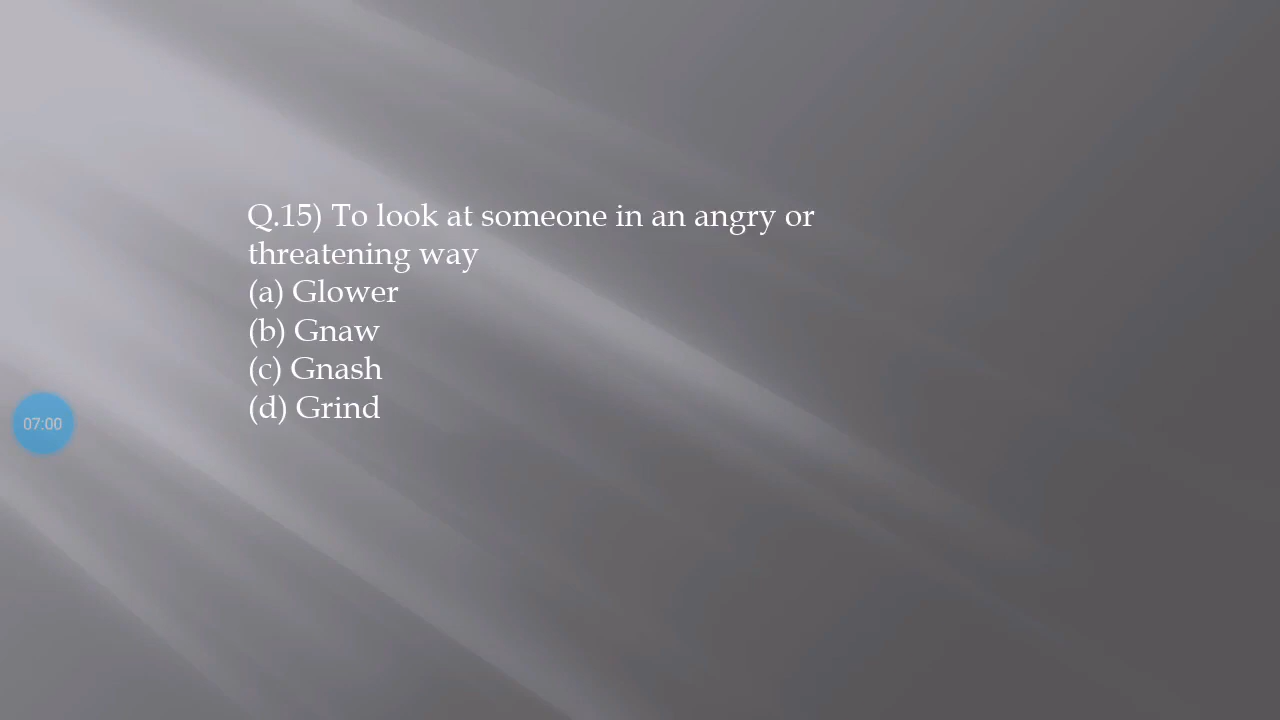 Q.15) To look at someone in an angry or
threatening way
(a) Glower
(b) Gnaw
(c) Gnash
(d) Grind
07:00